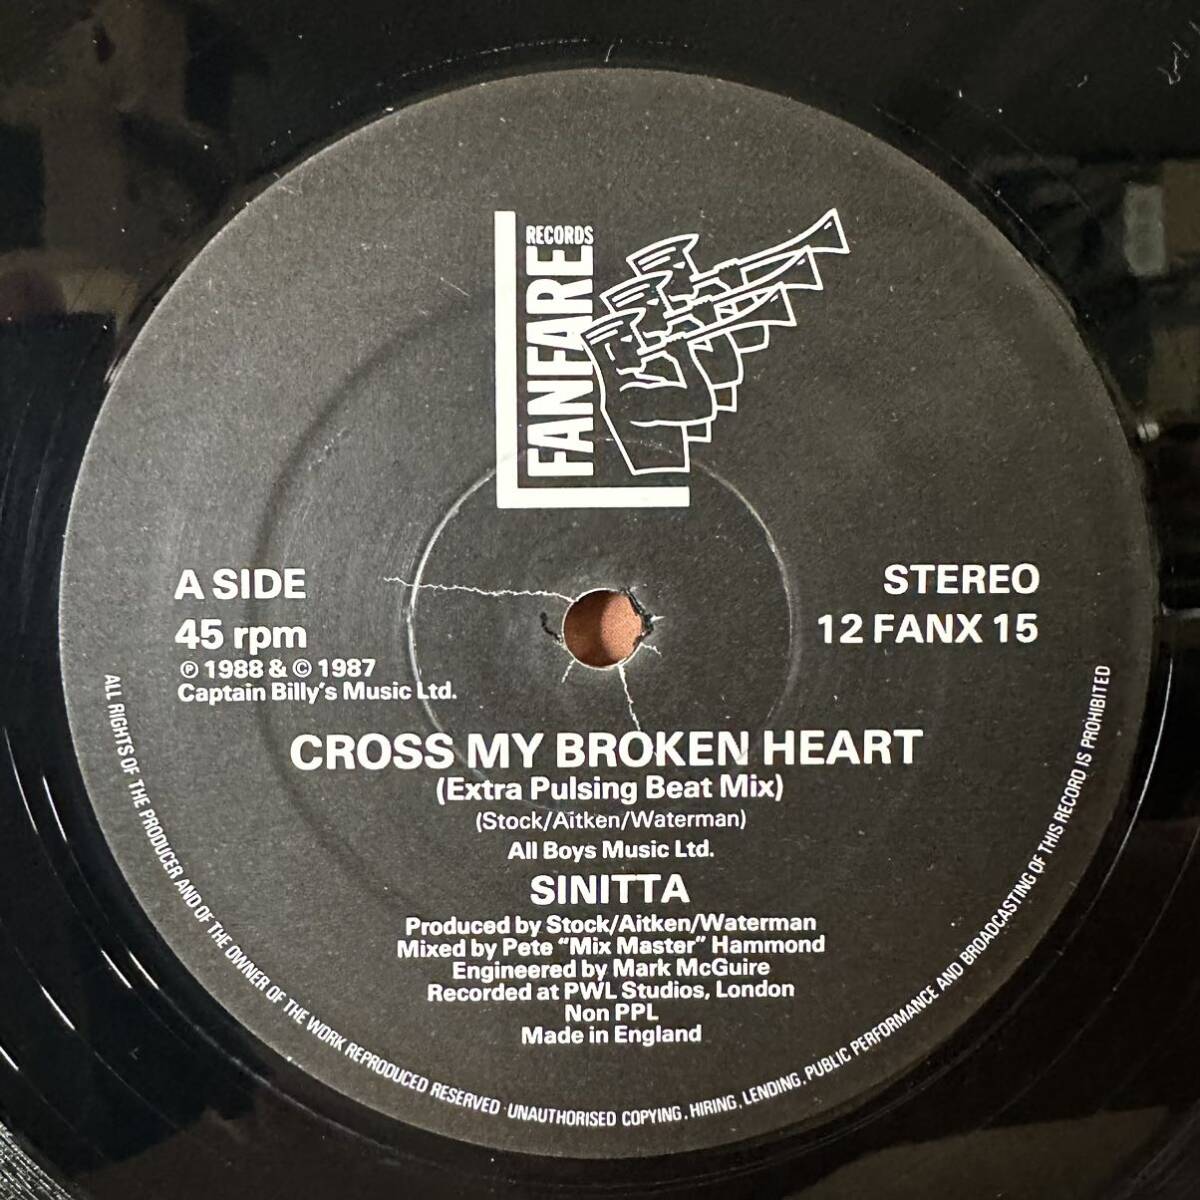 RECORDS
FANFARE
A SIDE
45 rpm
℗ 1988 & © 1987
Captain Billy's Music Ltd.
STEREO
12 FANX 15
CROSS MY BROKEN HEART
(Extra Pulsing Beat Mix)
(Stock/Aitken/Waterman)
All Boys Music Ltd.
SINITTA
Produced by Stock/Aitken/Waterman
Mixed by Pete "Mix Master" Hammond
Engineered by Mark McGuire
Recorded at PWL Studios, London
Non PPL
Made in England
ALL RIGHTS OF THE PRODUCER AND OF THE OWNER OF THE WORK REPRODUCED RESERVED · UNAUTHORISED COPYING, HIRING, LENDING, PUBLIC PERFORMANCE AND BROADCASTING OF THIS RECORD IS PROHIBITED